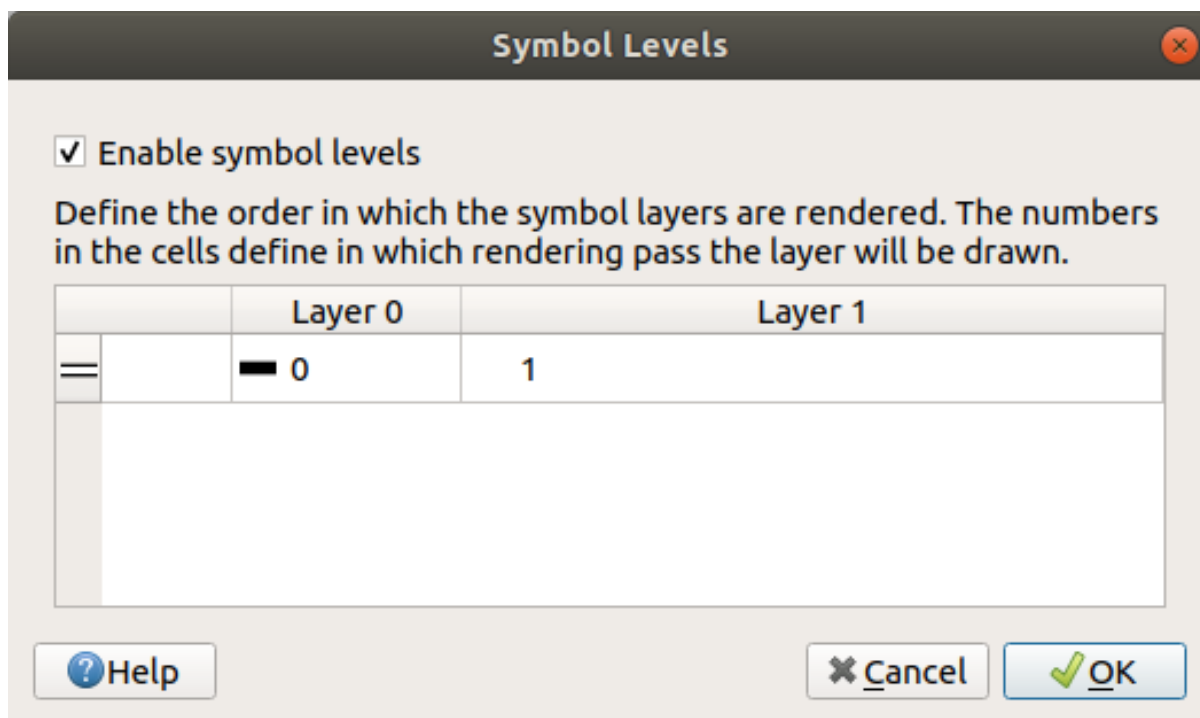 Symbol Levels
Enable symbol levels
Define the order in which the symbol layers are rendered. The numbers
in the cells define in which rendering pass the layer will be drawn.
Layer 0 Layer 1
0 1
Help Cancel OK